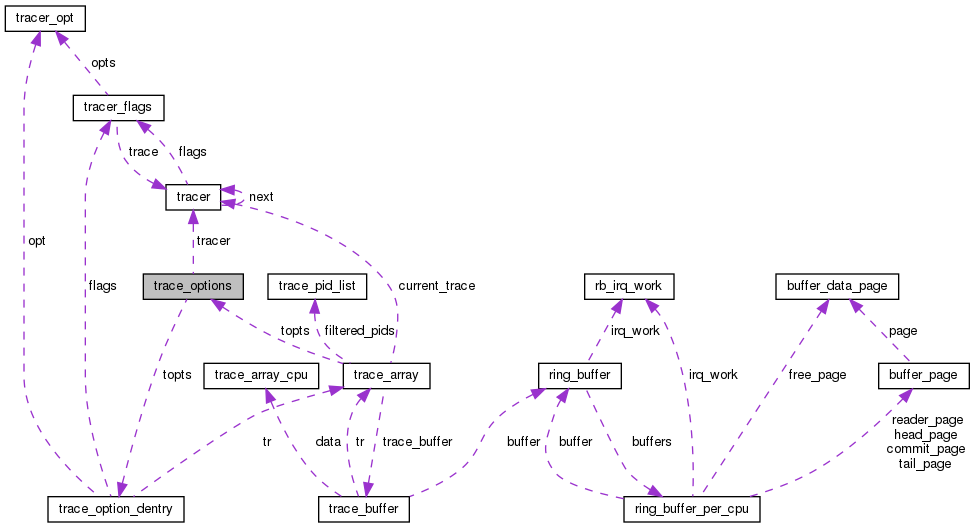 tracer_opt
opts
tracer_flags
trace
flags
tracer
next
opt
tracer
flags
trace_options
trace_pid_list
current_trace
rb_irq_work
buffer_data_page
topts
filtered_pids
irq_work
page
topts
trace_array_cpu
trace_array
ring_buffer
irq_work
free_page
buffer_page
tr
data
tr
trace_buffer
buffer
buffer
buffers
reader_page
head_page
commit_page
tail_page
trace_option_dentry
trace_buffer
ring_buffer_per_cpu